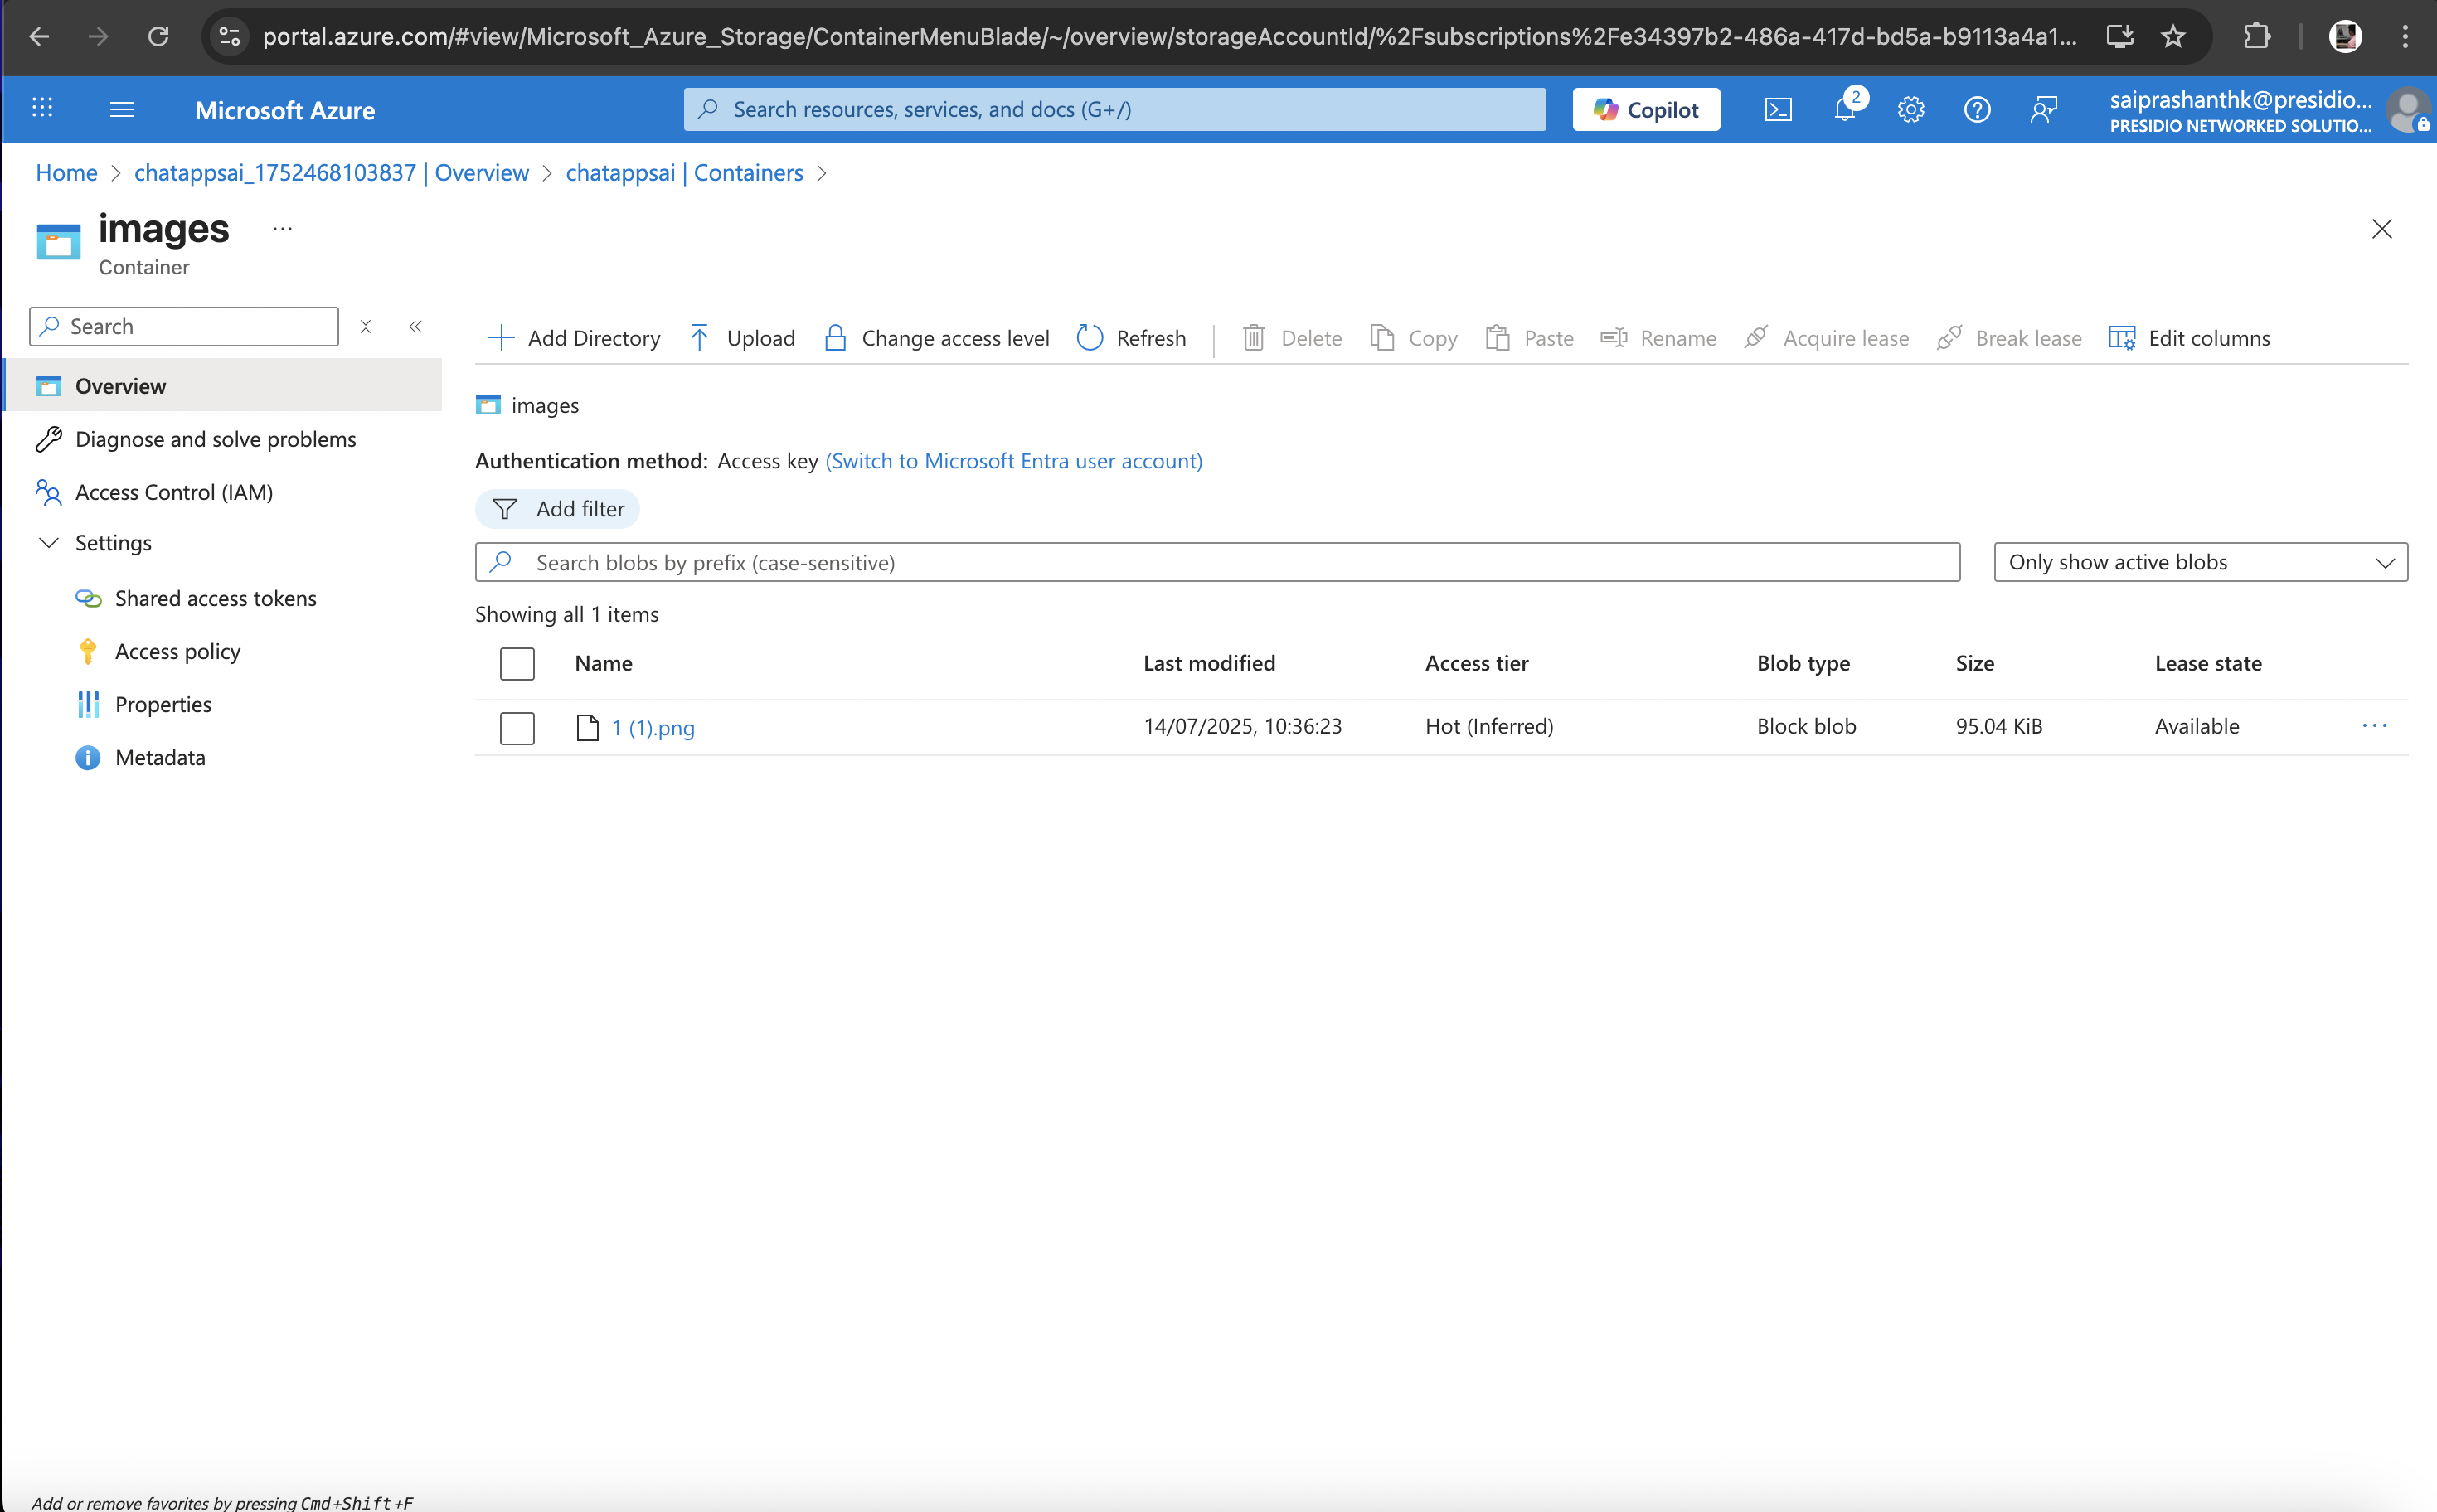 portal.azure.com/#view/Microsoft_Azure_Storage/ContainerMenuBlade/~/overview/storageAccountId/%2Fsubscriptions%2Fe34397b2-486a-417d-bd5a-b9113a4a1...
Microsoft Azure
Search resources, services, and docs (G+/)
Copilot
2
saiprashanthk@presidio...
PRESIDIO NETWORKED SOLUTIO...
Home > chatappsai_1752468103837 | Overview > chatappsai | Containers >
images ...
Container
Search
Add Directory Upload Change access level Refresh Delete Copy Paste Rename Acquire lease Break lease Edit columns
Overview
Diagnose and solve problems
Access Control (IAM)
Settings
Shared access tokens
Access policy
Properties
Metadata
images
Authentication method: Access key (Switch to Microsoft Entra user account)
Add filter
Search blobs by prefix (case-sensitive)
Only show active blobs
Showing all 1 items
Name Last modified Access tier Blob type Size Lease state
1 (1).png 14/07/2025, 10:36:23 Hot (Inferred) Block blob 95.04 KiB Available ...
Add or remove favorites by pressing Cmd+Shift+F